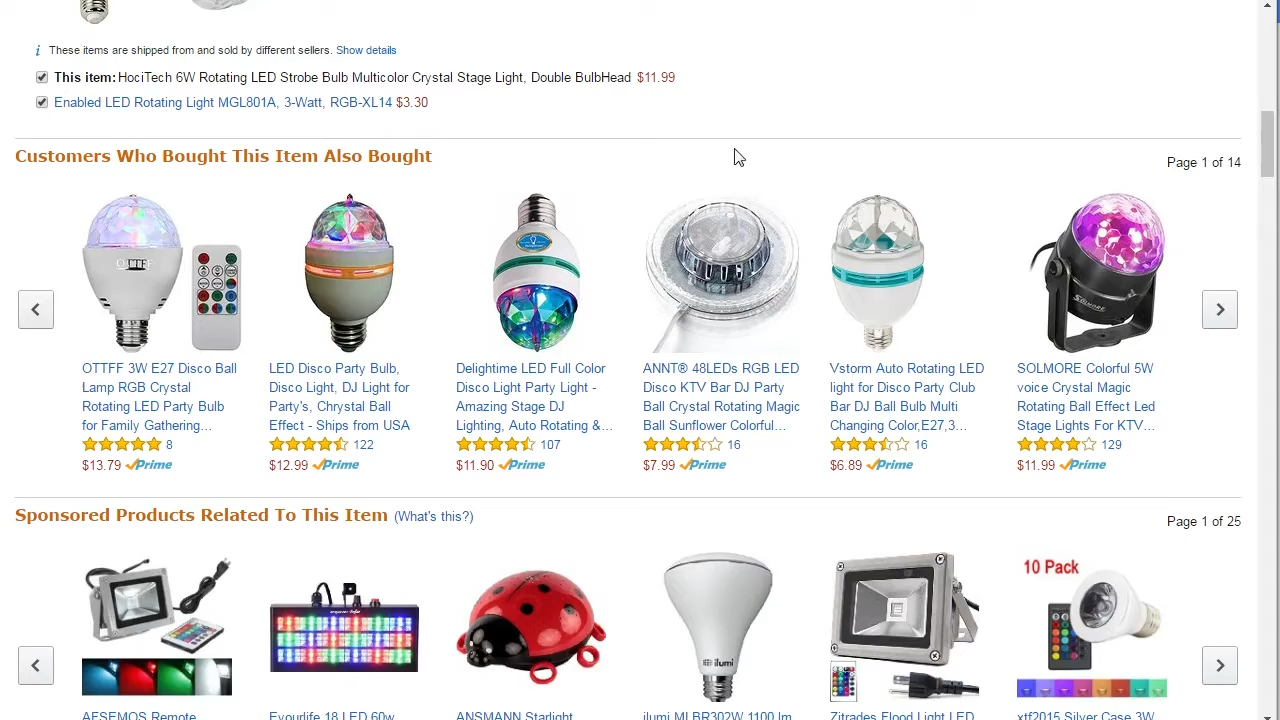 These items are shipped from and sold by different sellers. Show details
This item: HociTech 6W Rotating LED Strobe Bulb Multicolor Crystal Stage Light, Double BulbHead $11.99
Enabled LED Rotating Light MGL801A, 3-Watt, RGB-XL14 $3.30
Customers Who Bought This Item Also Bought
Page 1 of 14
OTTFF
SOLMORE
OTTFF 3W E27 Disco Ball
Lamp RGB Crystal
Rotating LED Party Bulb
for Family Gathering...
8
$13.79 Prime
LED Disco Party Bulb,
Disco Light, DJ Light for
Party's, Chrystal Ball
Effect - Ships from USA
122
$12.99 Prime
Delightime LED Full Color
Disco Light Party Light -
Amazing Stage DJ
Lighting, Auto Rotating &...
107
$11.90 Prime
ANNT® 48LEDs RGB LED
Disco KTV Bar DJ Party
Ball Crystal Rotating Magic
Ball Sunflower Colorful...
16
$7.99 Prime
Vstorm Auto Rotating LED
light for Disco Party Club
Bar DJ Ball Bulb Multi
Changing Color,E27,3...
16
$6.89 Prime
SOLMORE Colorful 5W
voice Crystal Magic
Rotating Ball Effect Led
Stage Lights For KTV...
129
$11.99 Prime
Sponsored Products Related To This Item (What's this?)
Page 1 of 25
ilumi
10 Pack
AFSEMOS Remote
Eyourlife 18 LED 60w
ANSMANN Starlight
ilumi MLBR302W 1100 lm
Zitrades Flood Light LED
xtf2015 Silver Case 3W